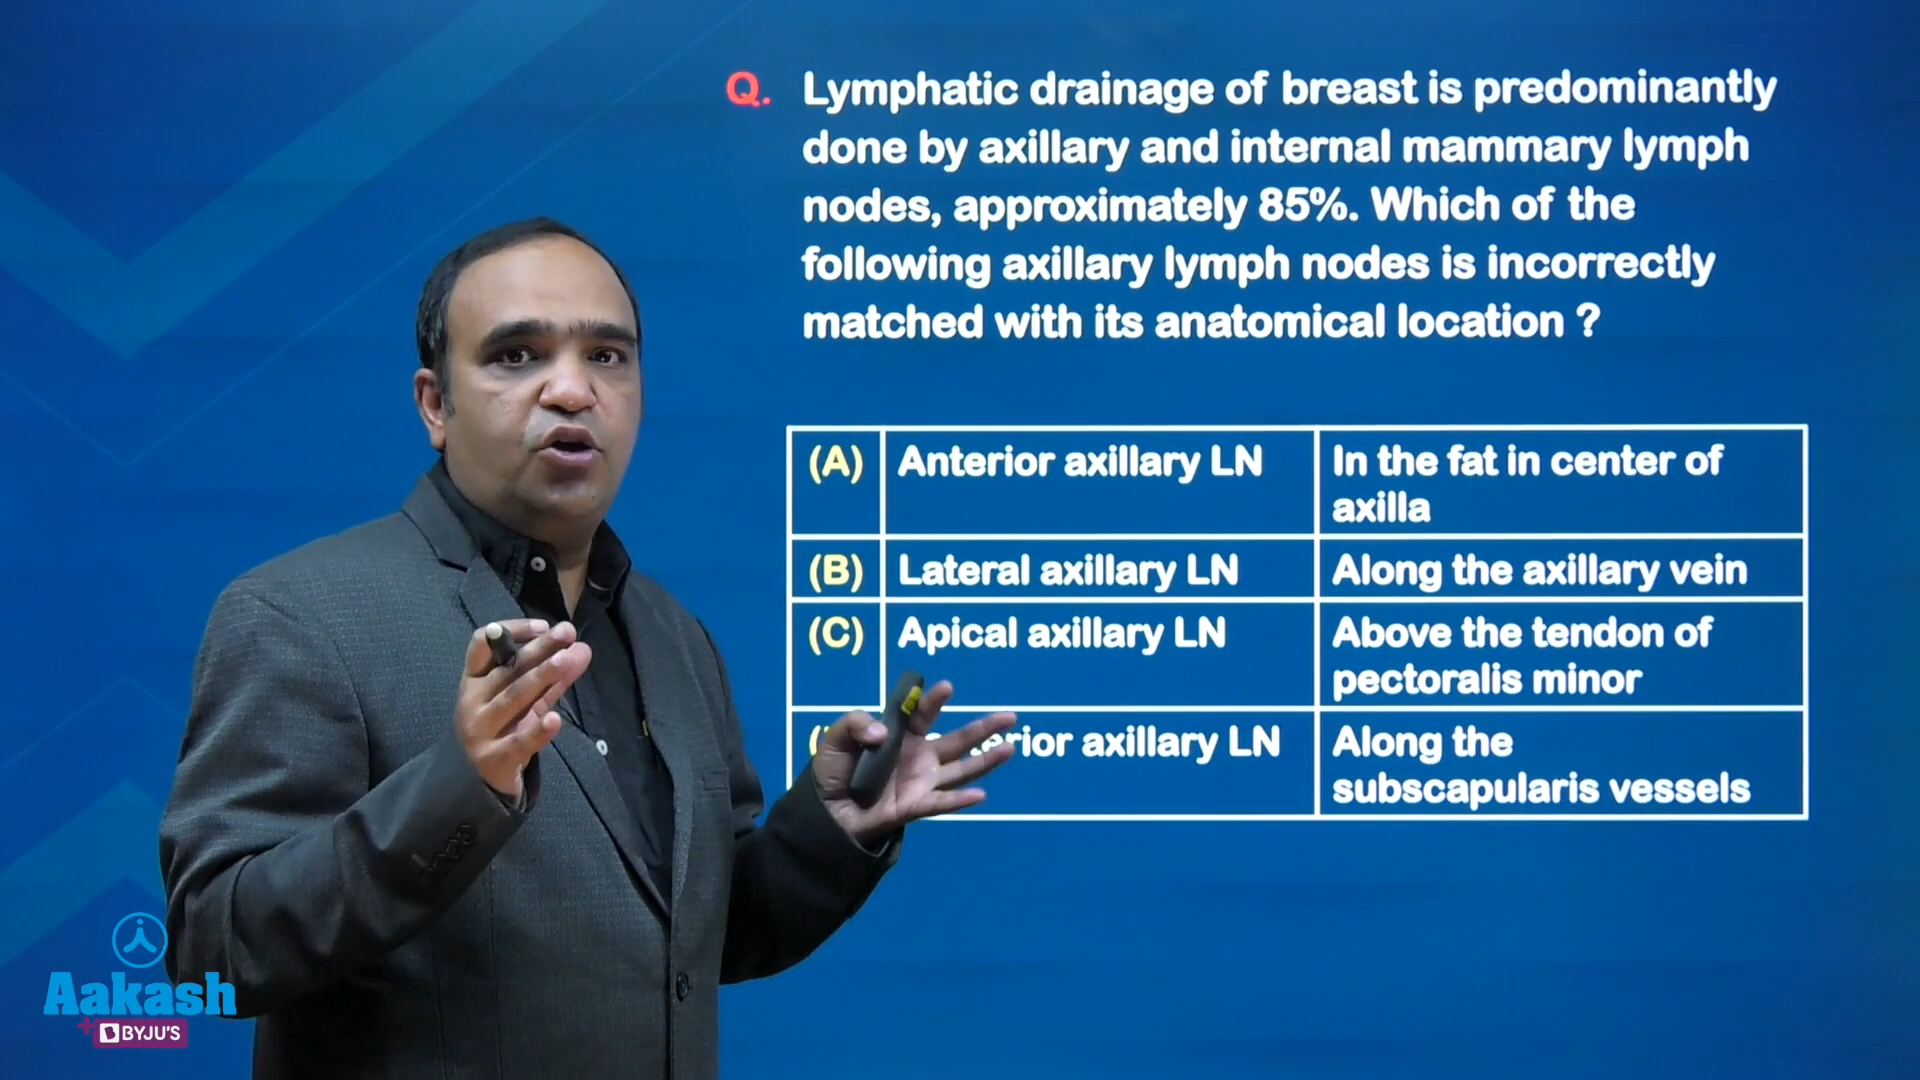 Q. Lymphatic drainage of breast is predominantly
done by axillary and internal mammary lymph
nodes, approximately 85%. Which of the
following axillary lymph nodes is incorrectly
matched with its anatomical location ?
(A) Anterior axillary LN In the fat in center of
axilla
(B) Lateral axillary LN Along the axillary vein
(C) Apical axillary LN Above the tendon of
pectoralis minor
axillary LN Along the
subscapularis vessels
Aakash
+ BYJU'S